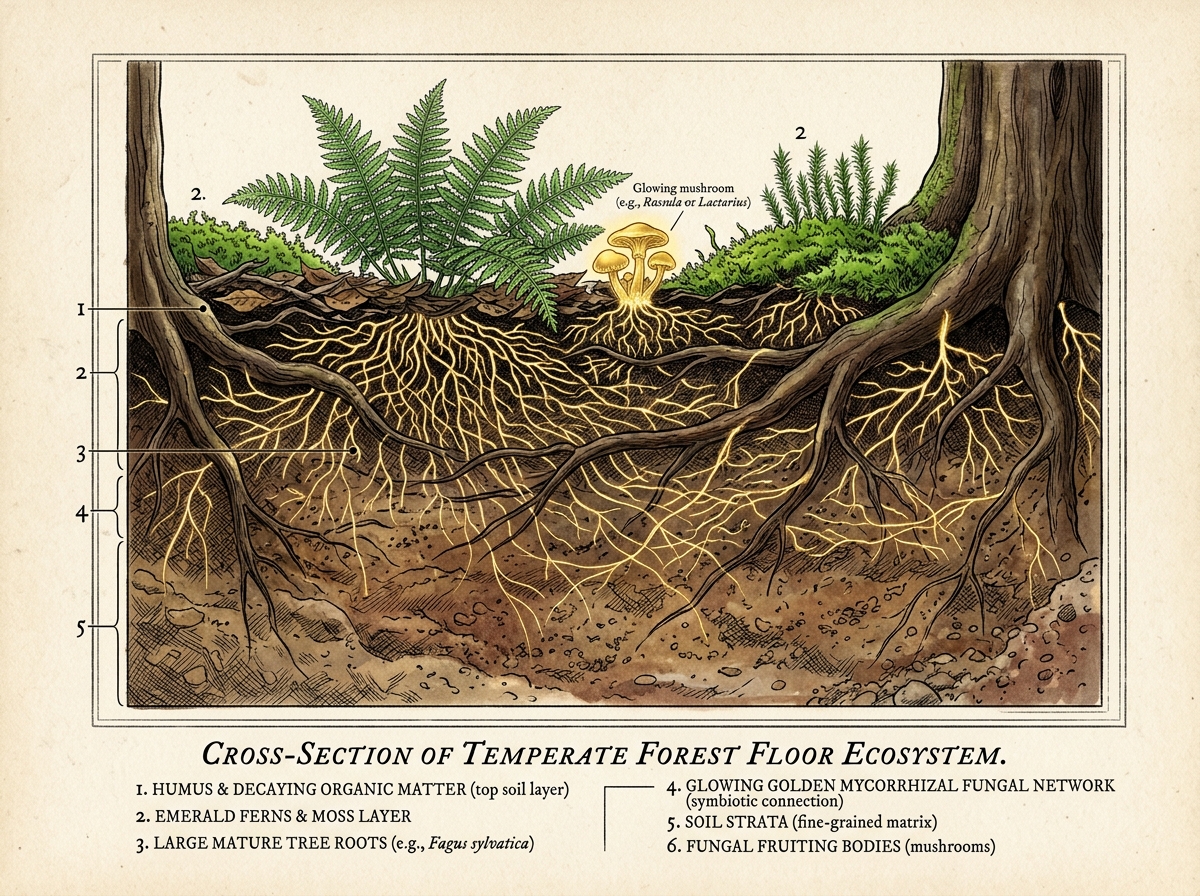 2
2.
Glowing mushroom
(e.g., Rasnula or Lactarius)
1
2
3
4
5
CROSS-SECTION OF TEMPERATE FOREST FLOOR ECOSYSTEM.
1. HUMUS & DECAYING ORGANIC MATTER (top soil layer)
2. EMERALD FERNS & MOSS LAYER
3. LARGE MATURE TREE ROOTS (e.g., Fagus sylvatica)
4. GLOWING GOLDEN MYCORRHIZAL FUNGAL NETWORK
(symbiotic connection)
5. SOIL STRATA (fine-grained matrix)
6. FUNGAL FRUITING BODIES (mushrooms)